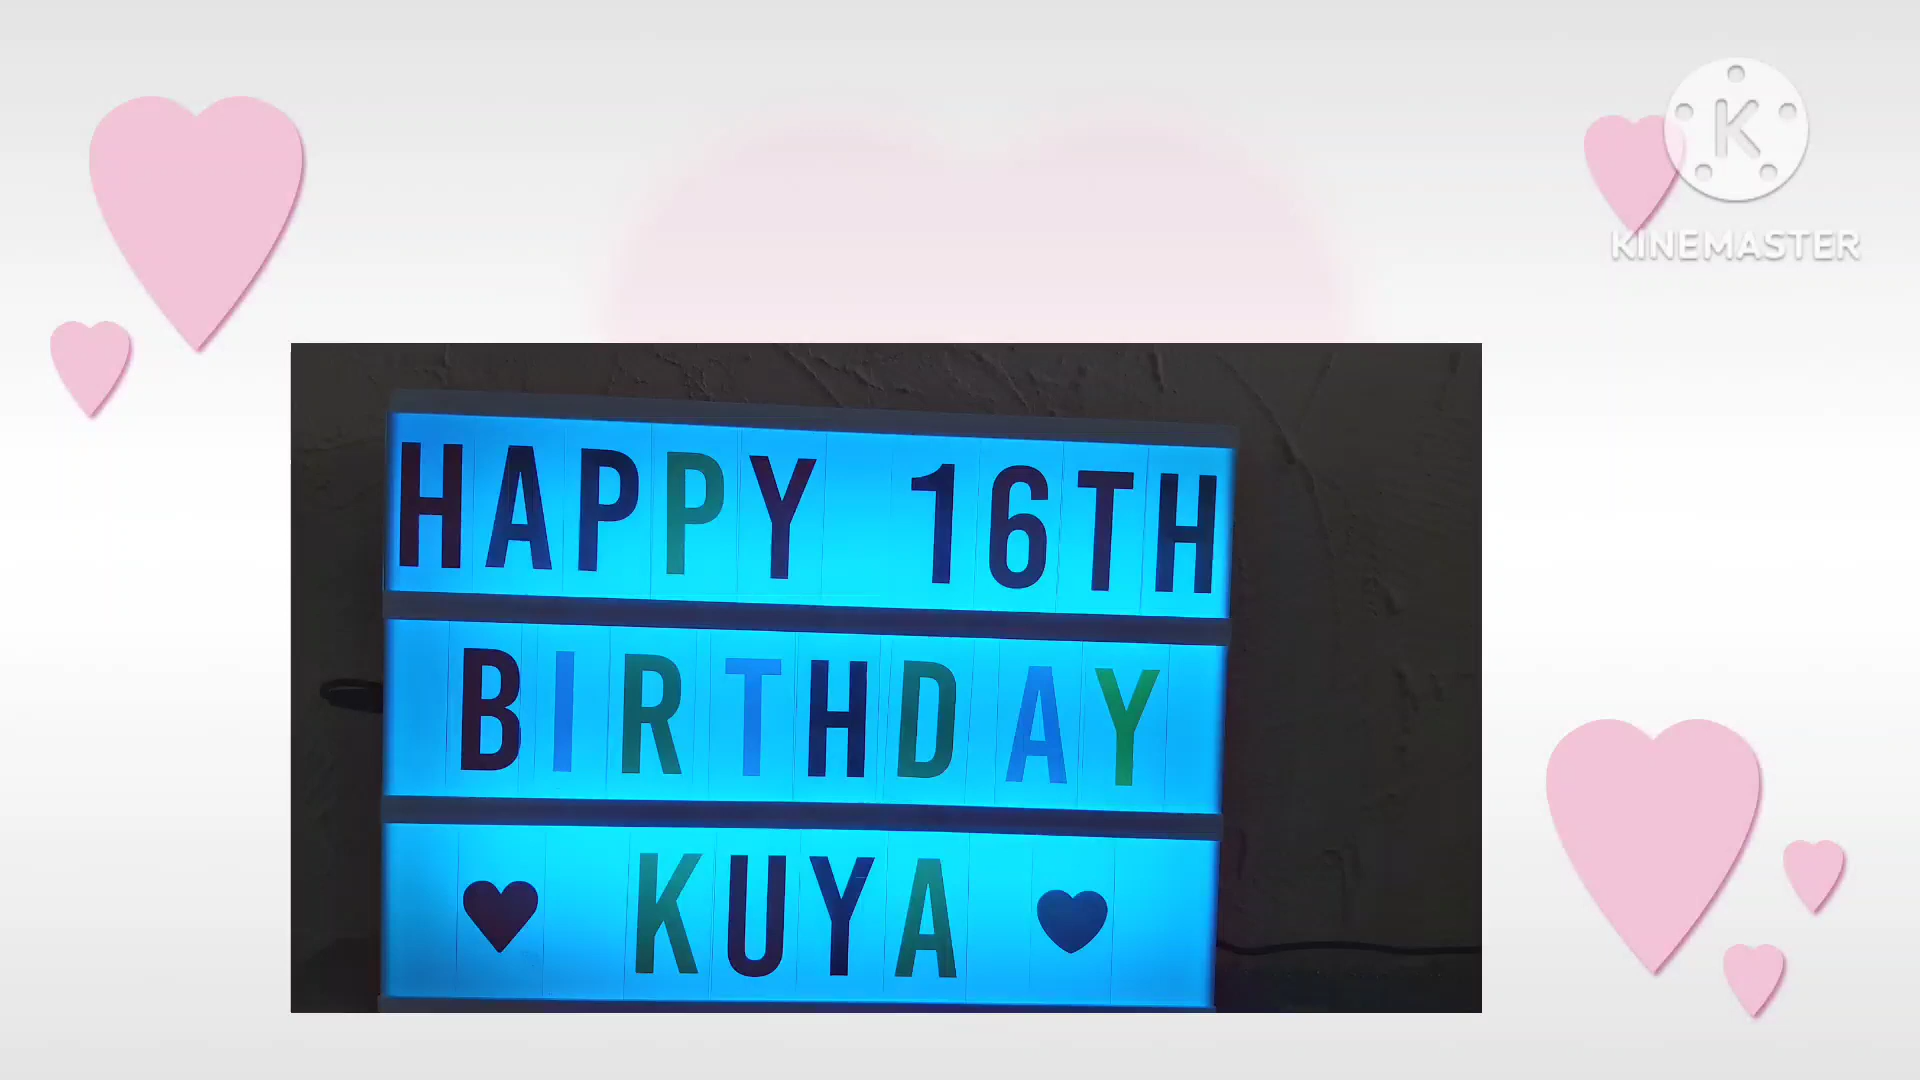 K
KINEMASTER
HAPPY 16TH
BIRTHDAY
♥ KUYA ♥